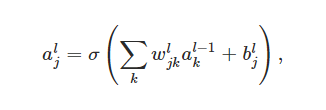 a^l_j = σ ( ∑_k w^l_{jk} a^{l−1}_k + b^l_j ) ,